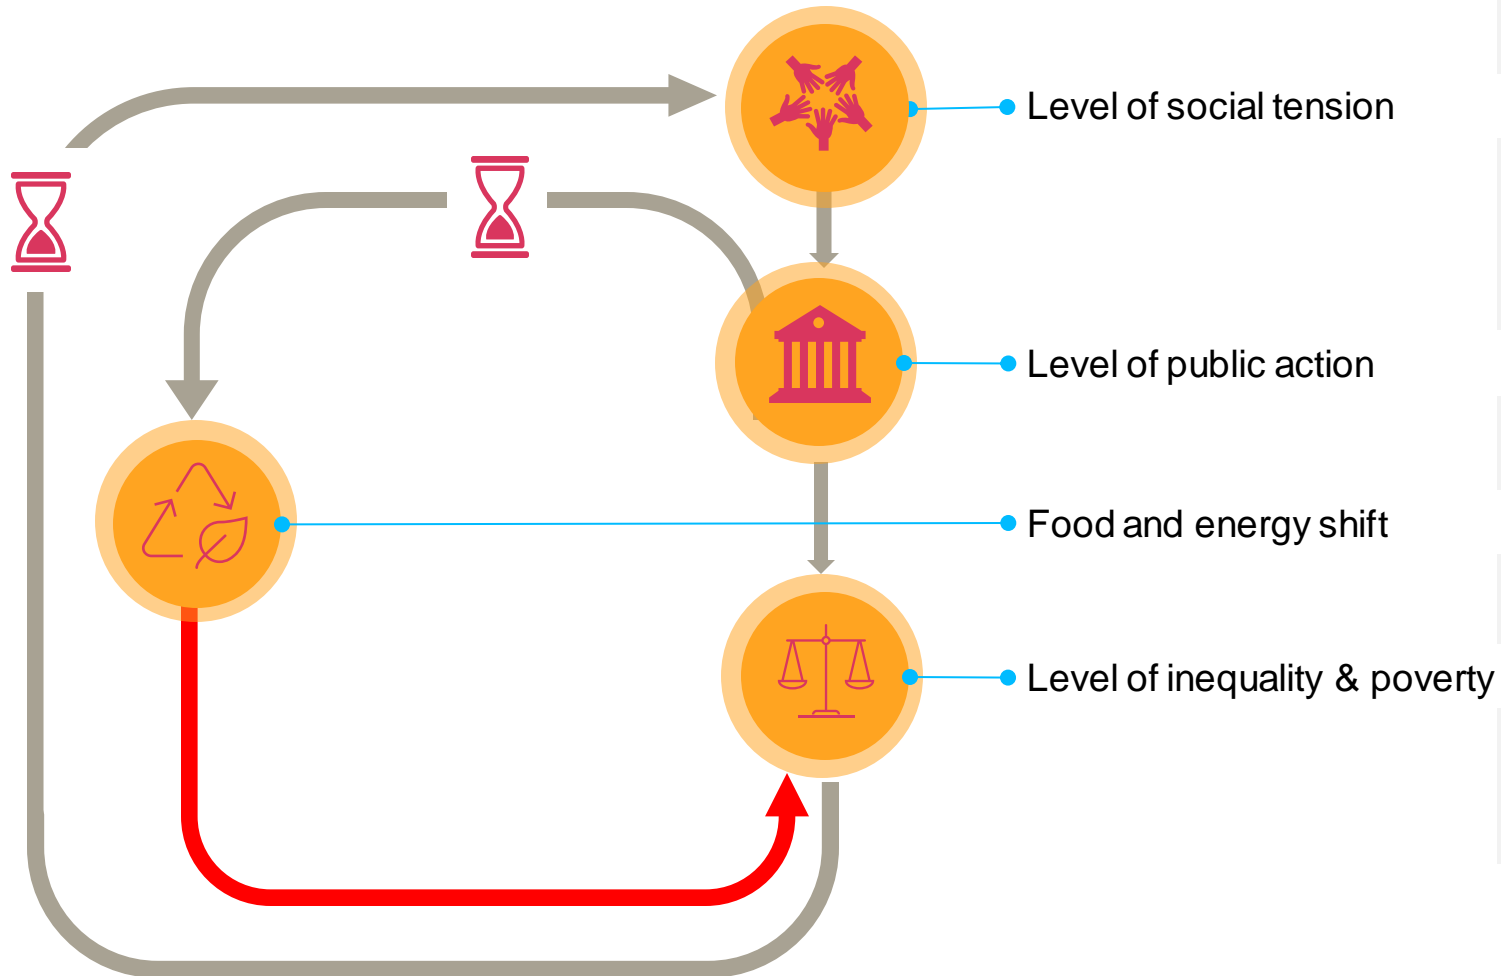 Level of social tension
Level of public action
Food and energy shift
Level of inequality & poverty